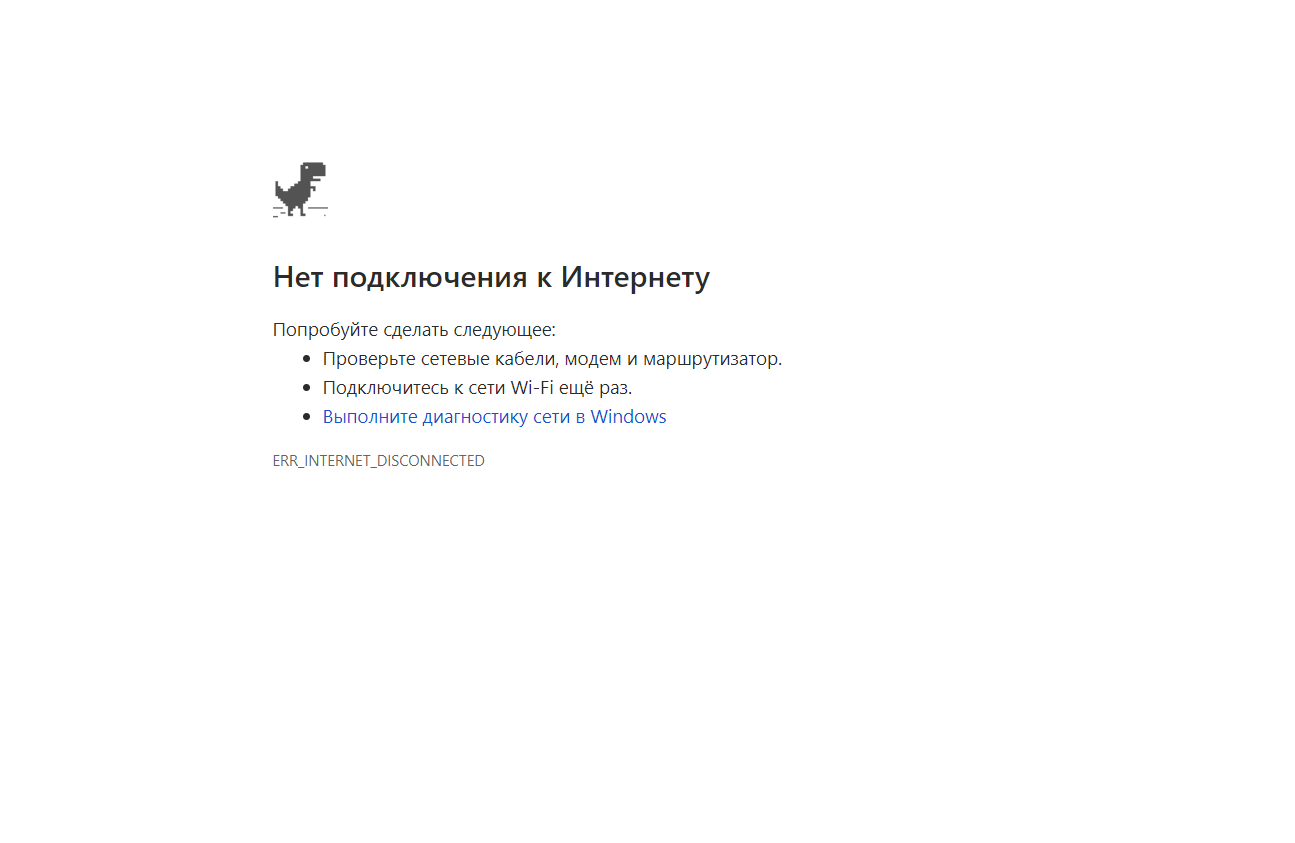 Нет подключения к Интернету
Попробуйте сделать следующее:
Проверьте сетевые кабели, модем и маршрутизатор.
Подключитесь к сети Wi-Fi ещё раз.
Выполните диагностику сети в Windows
ERR_INTERNET_DISCONNECTED